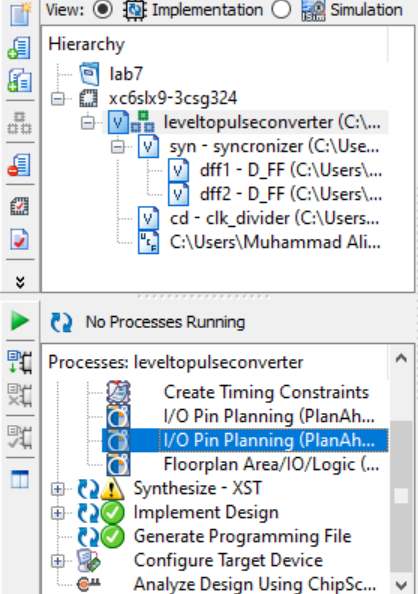 View: Implementation Simulation
Hierarchy
lab7
xc6slx9-3csg324
leveltopulseconverter (C:\...
syn - syncronizer (C:\Use...
dff1 - D_FF (C:\Users\...
dff2 - D_FF (C:\Users\...
cd - clk_divider (C:\Users...
C:\Users\Muhammad Ali...
No Processes Running
Processes: leveltopulseconverter
Create Timing Constraints
I/O Pin Planning (PlanAh...
I/O Pin Planning (PlanAh...
Floorplan Area/IO/Logic (...
Synthesize - XST
Implement Design
Generate Programming File
Configure Target Device
Analyze Design Using ChipSc...